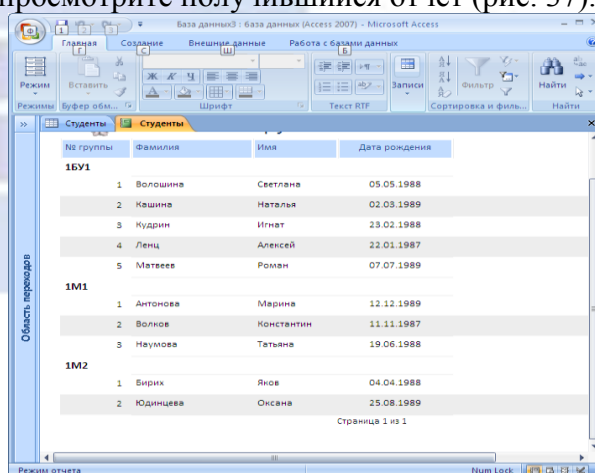 просмотрите получившийся отчет (рис. 37).
База данных3 : база данных (Access 2007) - Microsoft Access
1 2 3
Главная Создание Внешние данные Работа с базами данных
Ф Г С Ш Б
Режим Вставить Ж К Ч Записи Фильтр Найти
Режимы Буфер обм... Шрифт Текст RTF Сортировка и филь... Найти
Студенты Студенты
№ группы Фамилия Имя Дата рождения
1БУ1
1 Волошина Светлана 05.05.1988
2 Кашина Наталья 02.03.1989
3 Кудрин Игнат 23.02.1988
4 Ленц Алексей 22.01.1987
5 Матвеев Роман 07.07.1989
1М1
1 Антонова Марина 12.12.1989
2 Волков Константин 11.11.1987
3 Наумова Татьяна 19.06.1988
1М2
1 Бирих Яков 04.04.1988
2 Юдинцева Оксана 25.08.1989
Страница 1 из 1
Область переходов
Режим отчета Num Lock